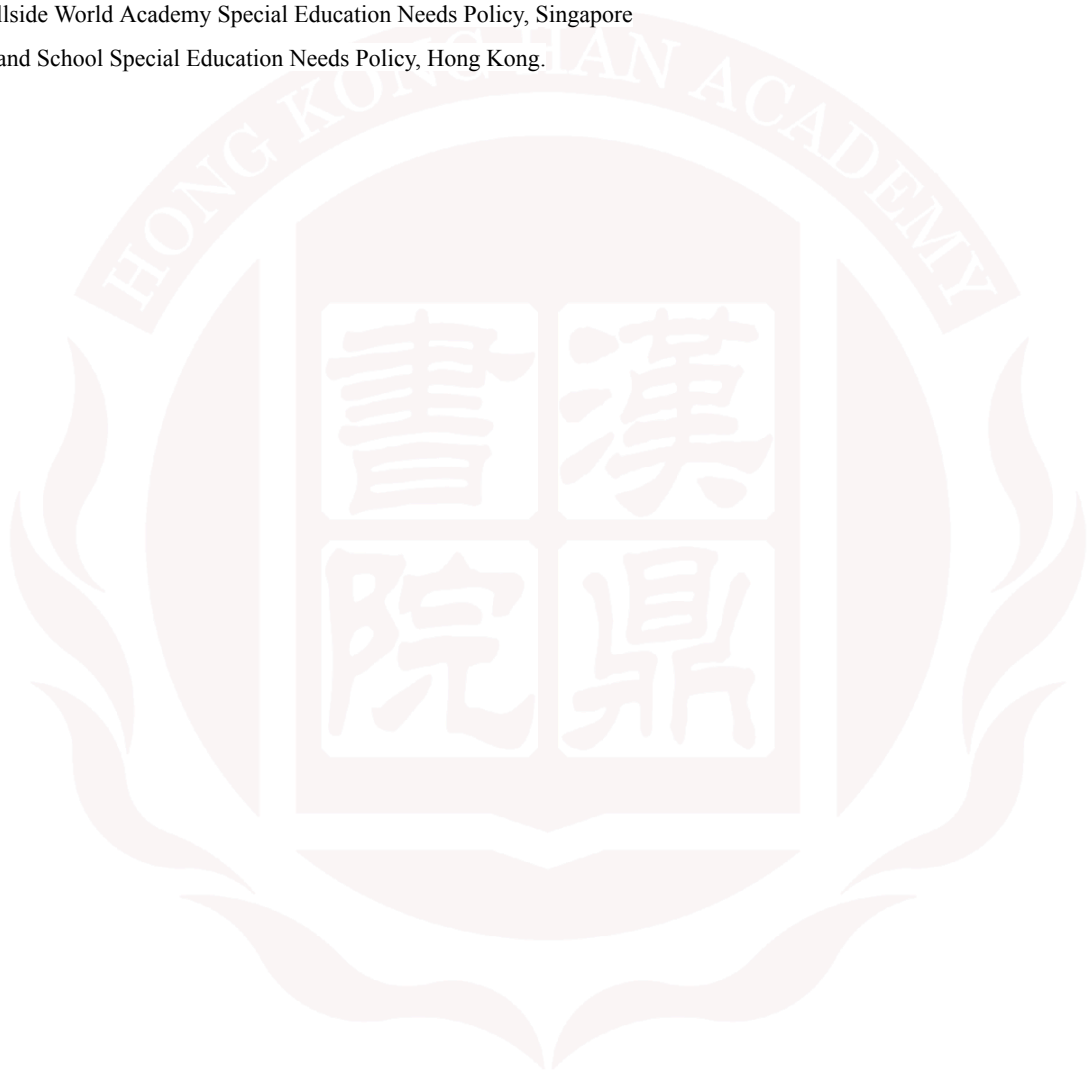 llside World Academy Special Education Needs Policy, Singapore
and School Special Education Needs Policy, Hong Kong.
HONG KONG HAN ACADEMY
書漢
院鼎